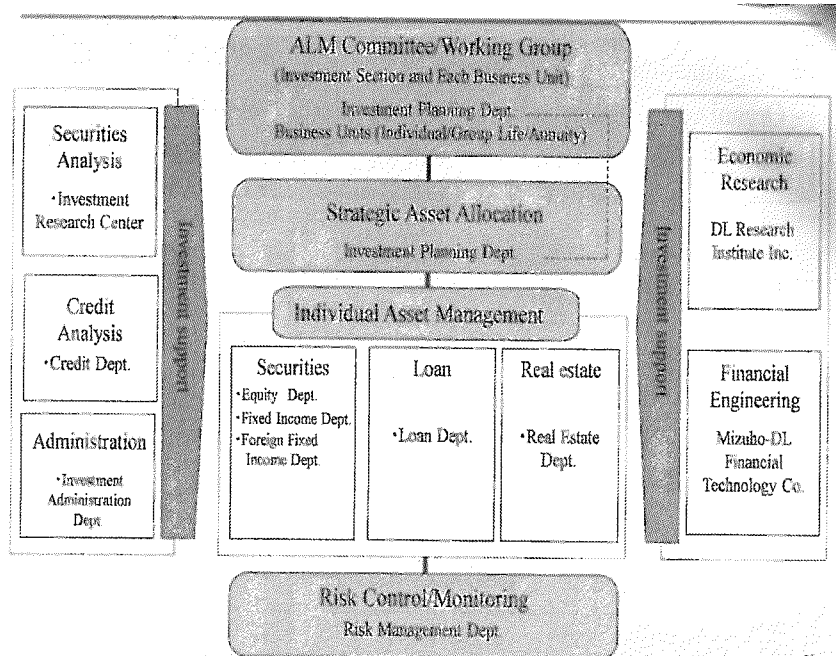 ALM Committee/Working Group
(Investment Section and Each Business Unit)
Investment Planning Dept.
Business Units (Individual/Group Life/Annuity)
Securities
Analysis
•Investment
Research Center
Credit
Analysis
•Credit Dept.
Administration
•Investment
Administration
Dept
Investment support
Strategic Asset Allocation
Investment Planning Dept.
Individual Asset Management
Securities
•Equity Dept.
•Fixed Income Dept.
•Foreign Fixed
Income Dept.
Loan
•Loan Dept.
Real estate
•Real Estate
Dept.
Investment support
Economic
Research
DL Research
Institute Inc.
Financial
Engineering
Mizuho-DL
Financial
Technology Co.
Risk Control/Monitoring
Risk Management Dept